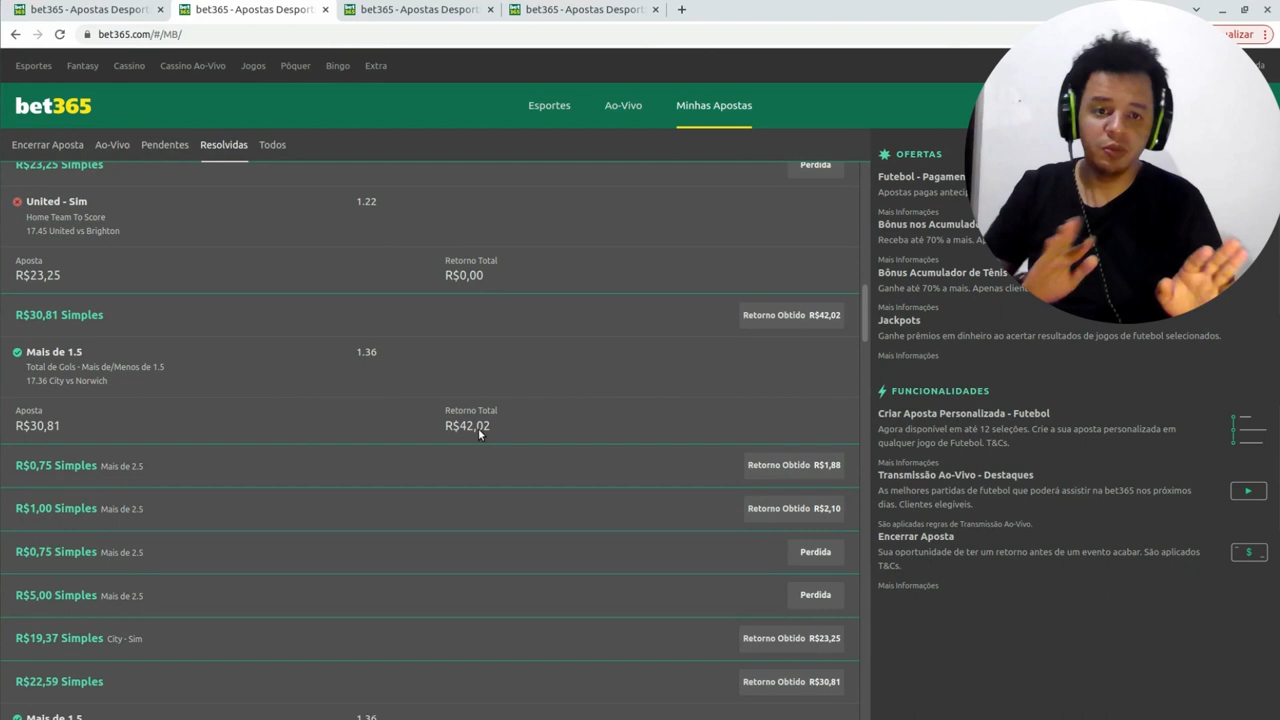 bet365 - Apostas Desport
bet365 - Apostas Desport
bet365 - Apostas Desport
bet365 - Apostas Desport
bet365.com/#/MB/
ualizar
Esportes
Fantasy
Cassino
Cassino Ao-Vivo
Jogos
Pôquer
Bingo
Extra
bet365
Esportes
Ao-Vivo
Minhas Apostas
Encerrar Aposta
Ao-Vivo
Pendentes
Resolvidas
Todos
R$23,25 Simples
Perdida
United - Sim
1.22
Home Team To Score
17.45 United vs Brighton
Aposta
Retorno Total
R$23,25
R$0,00
R$30,81 Simples
Retorno Obtido R$42,02
Mais de 1.5
1.36
Total de Gols - Mais de/Menos de 1.5
17.36 City vs Norwich
Aposta
Retorno Total
R$30,81
R$42,02
R$0,75 Simples Mais de 2.5
Retorno Obtido R$1,88
R$1,00 Simples Mais de 2.5
Retorno Obtido R$2,10
R$0,75 Simples Mais de 2.5
Perdida
R$5,00 Simples Mais de 2.5
Perdida
R$19,37 Simples City - Sim
Retorno Obtido R$23,25
R$22,59 Simples
Retorno Obtido R$30,81
Mais de 1.5
1.36
OFERTAS
Futebol - Pagamen
Apostas pagas antecip
Mais Informações
Bônus nos Acumulad
Receba até 70% a mais. Ap
Mais Informações
Bônus Acumulador de Tênis
Ganhe até 70% a mais. Apenas clien
Mais Informações
Jackpots
Ganhe prêmios em dinheiro ao acertar resultados de jogos de futebol selecionados.
Mais Informações
FUNCIONALIDADES
Criar Aposta Personalizada - Futebol
Agora disponível em até 12 seleções. Crie a sua aposta personalizada em
qualquer jogo de Futebol. T&Cs.
Mais Informações
Transmissão Ao-Vivo - Destaques
As melhores partidas de futebol que poderá assistir na bet365 nos próximos
dias. Clientes elegíveis.
São aplicadas regras de Transmissão Ao-Vivo.
Encerrar Aposta
Sua oportunidade de ter um retorno antes de um evento acabar. São aplicados
T&Cs.
Mais Informações